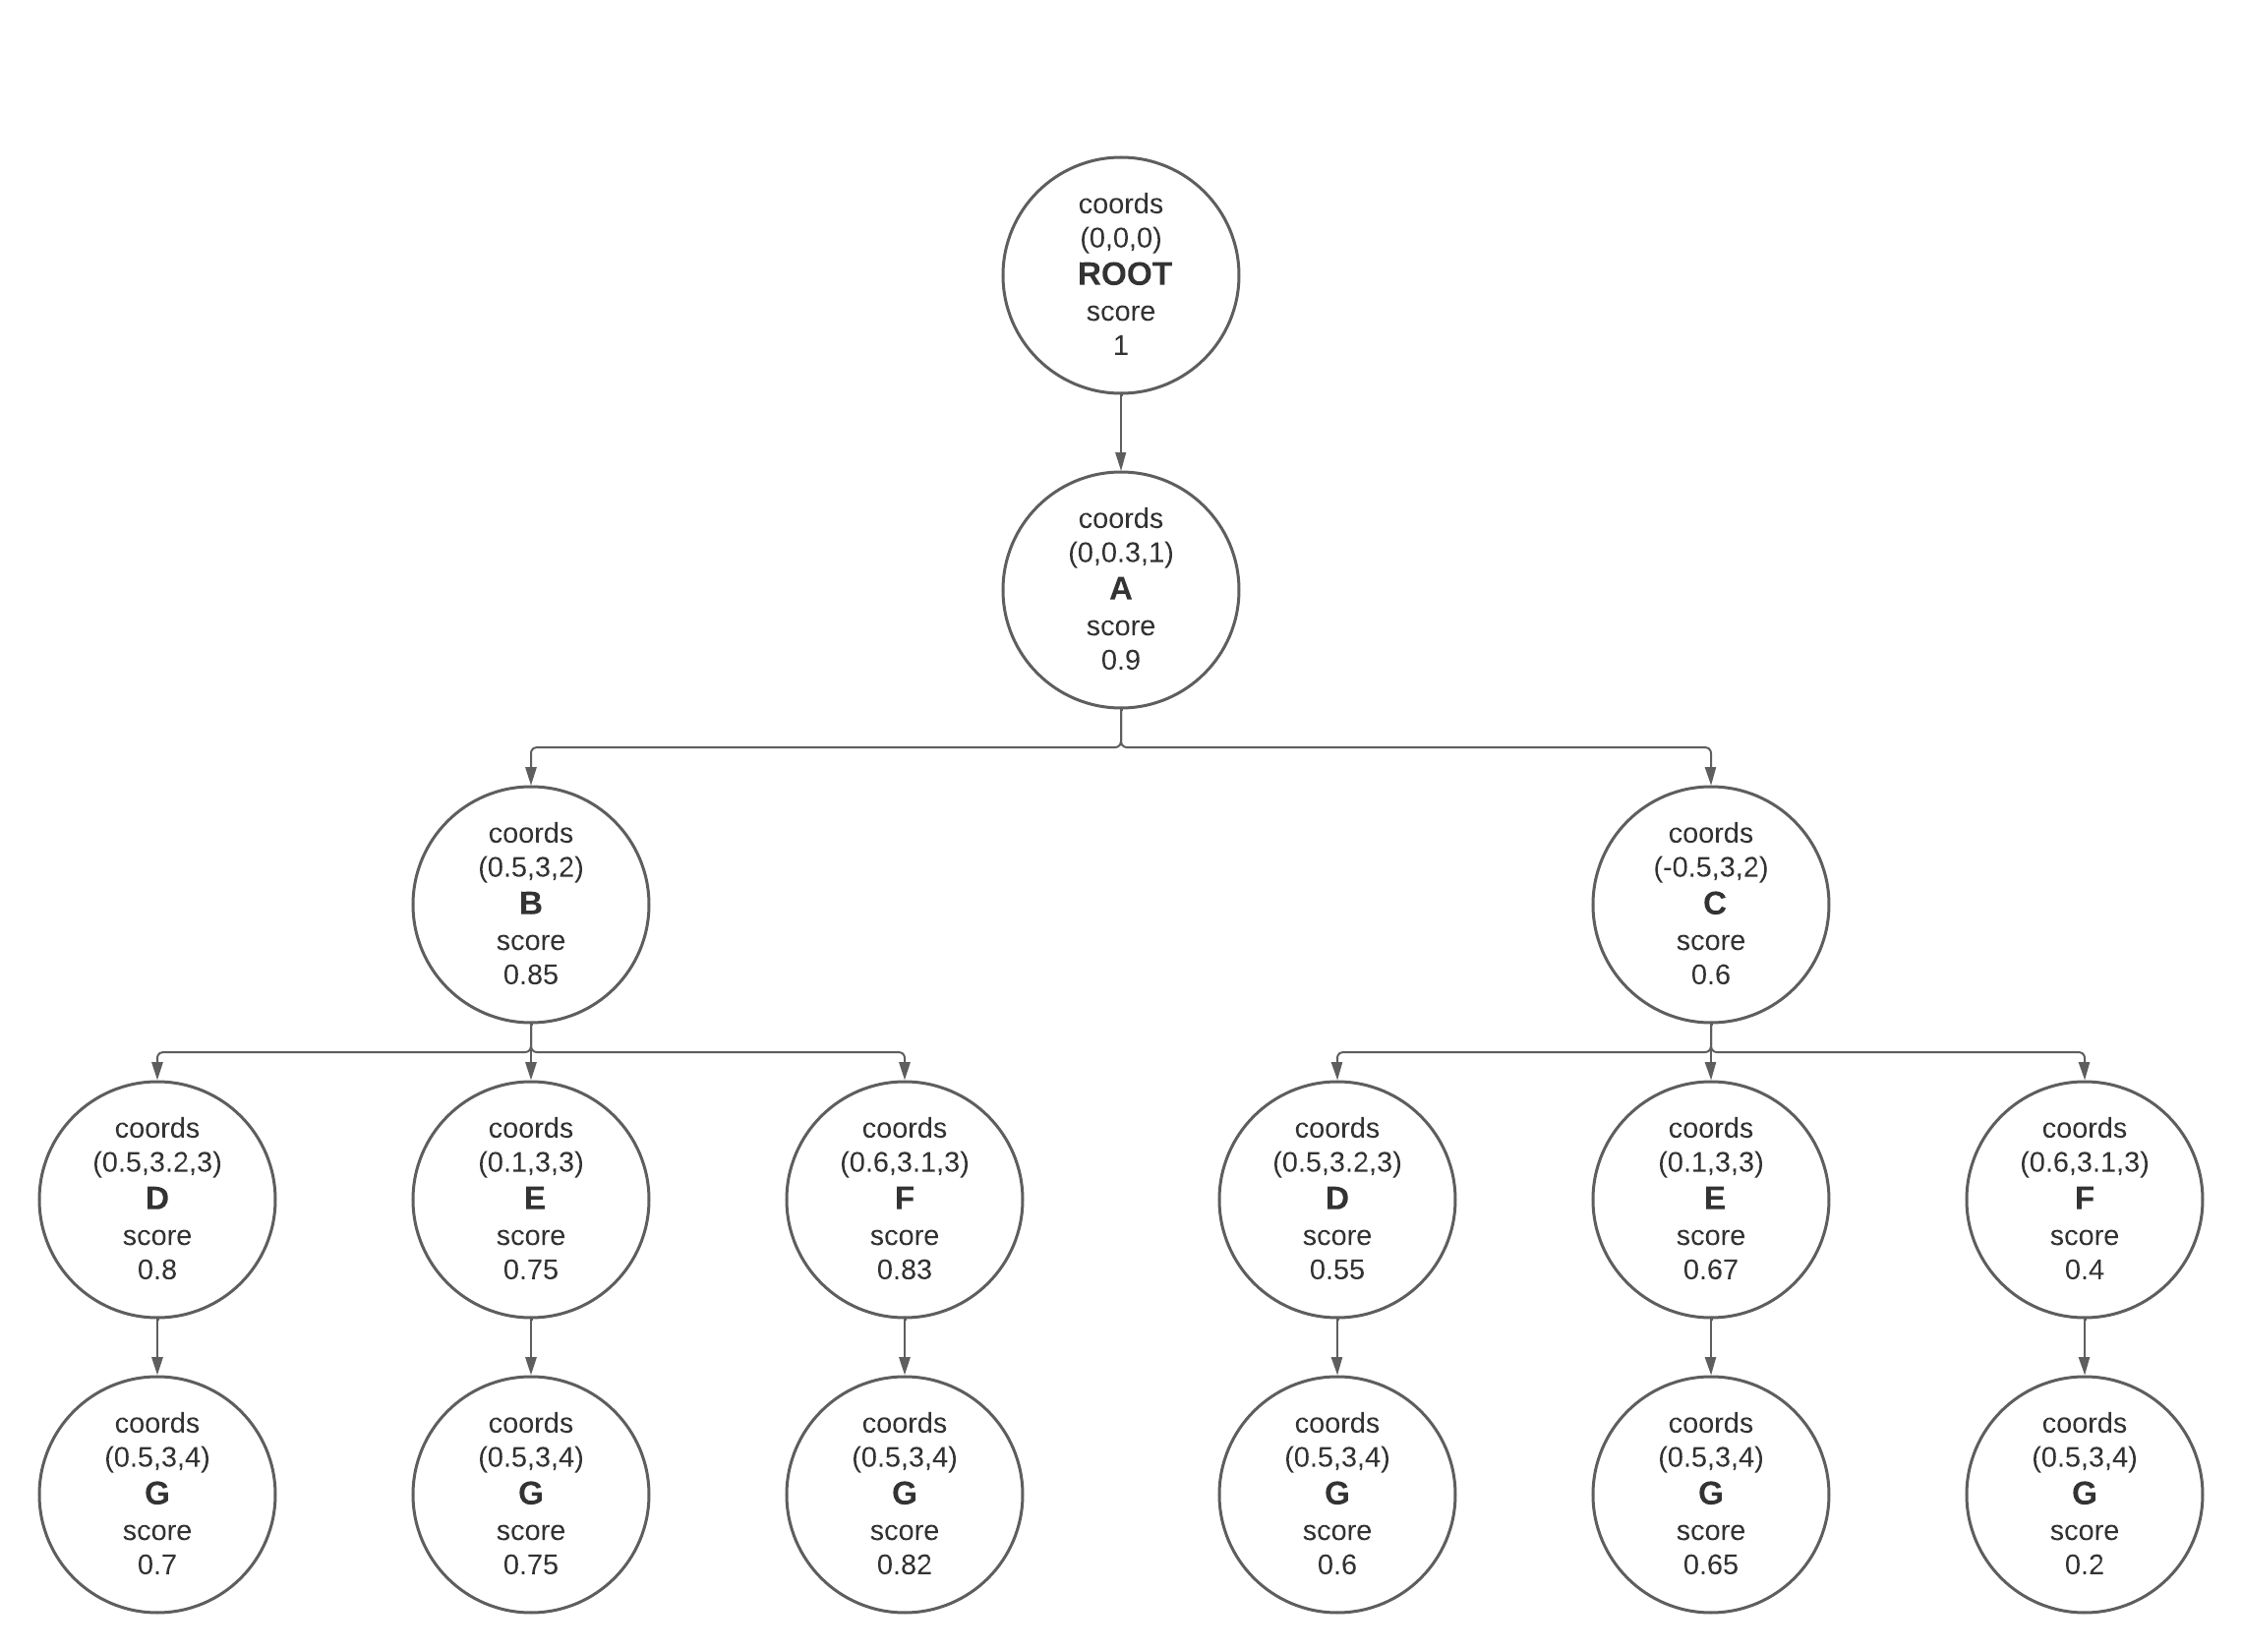 coords
(0,0,0)
ROOT
score
1
coords
(0,0.3,1)
A
score
0.9
coords
(0.5,3,2)
B
score
0.85
coords
(-0.5,3,2)
C
score
0.6
coords
(0.5,3.2,3)
D
score
0.8
coords
(0.1,3,3)
E
score
0.75
coords
(0.6,3.1,3)
F
score
0.83
coords
(0.5,3.2,3)
D
score
0.55
coords
(0.1,3,3)
E
score
0.67
coords
(0.6,3.1,3)
F
score
0.4
coords
(0.5,3,4)
G
score
0.7
coords
(0.5,3,4)
G
score
0.75
coords
(0.5,3,4)
G
score
0.82
coords
(0.5,3,4)
G
score
0.6
coords
(0.5,3,4)
G
score
0.65
coords
(0.5,3,4)
G
score
0.2